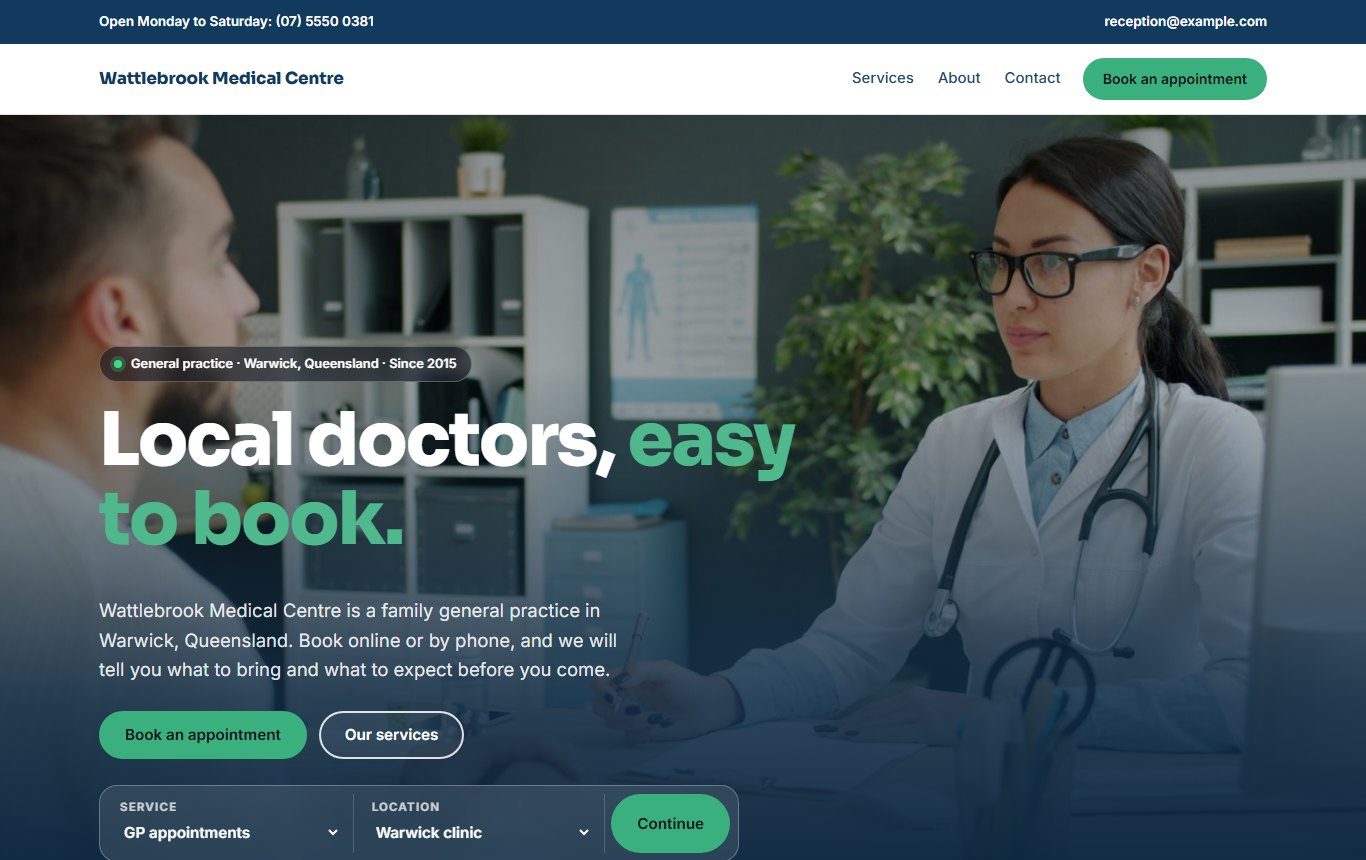 Open Monday to Saturday: (07) 5550 0381
reception@example.com
Wattlebrook Medical Centre
Services
About
Contact
Book an appointment
General practice · Warwick, Queensland · Since 2015
Local doctors, easy
to book.
Wattlebrook Medical Centre is a family general practice in
Warwick, Queensland. Book online or by phone, and we will
tell you what to bring and what to expect before you come.
Book an appointment
Our services
SERVICE
GP appointments
LOCATION
Warwick clinic
Continue